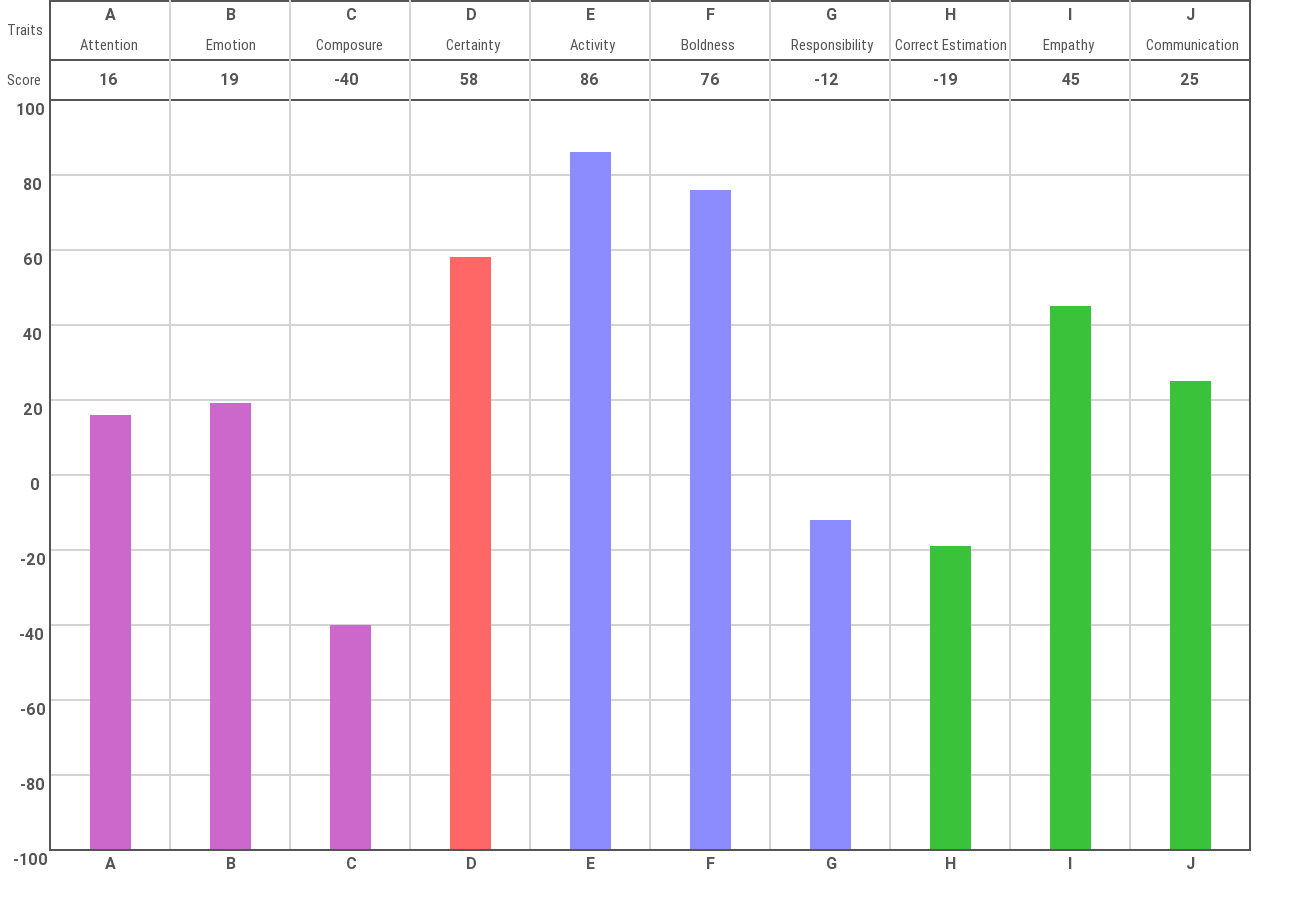 A B C D E F G H I J
Traits
Attention Emotion Composure Certainty Activity Boldness Responsibility Correct Estimation Empathy Communication
Score 16 19 -40 58 86 76 -12 -19 45 25
100
80
60
40
20
0
-20
-40
-60
-80
-100
A B C D E F G H I J